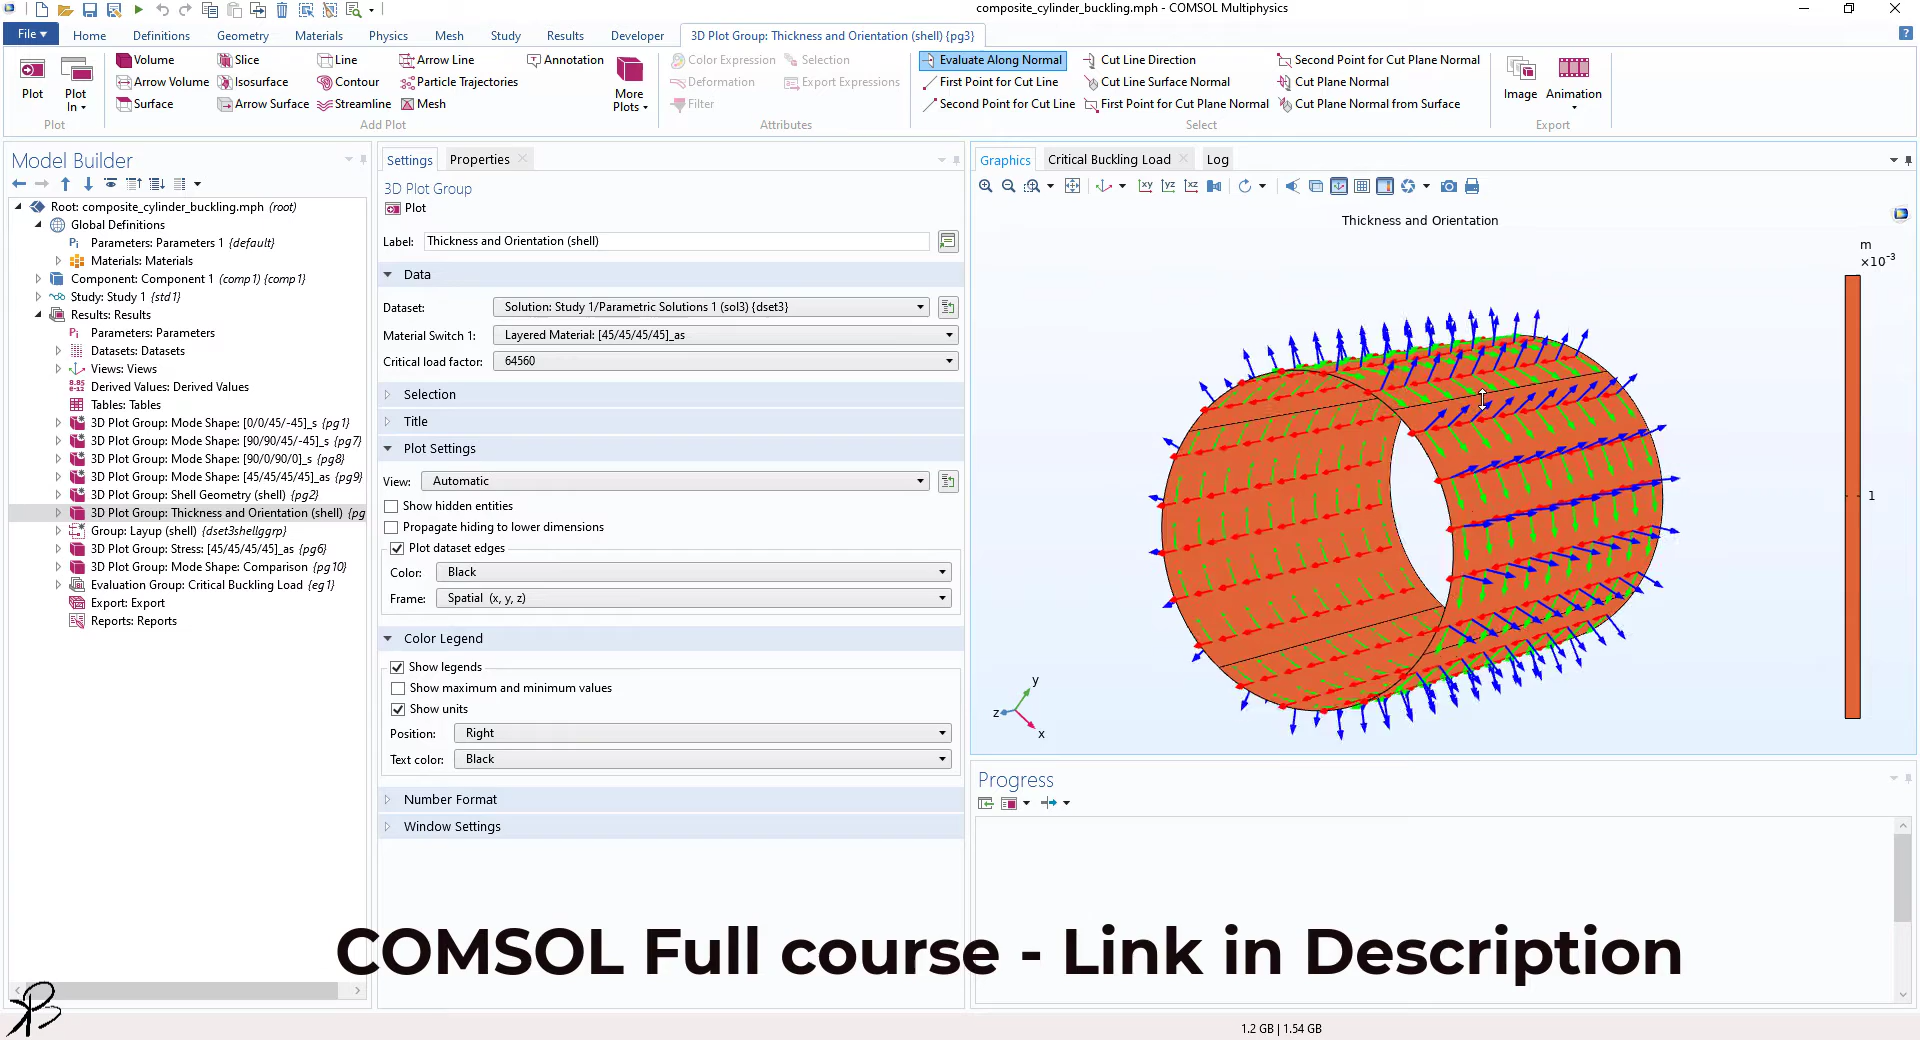 composite_cylinder_buckling.mph - COMSOL Multiphysics
File Home Definitions Geometry Materials Physics Mesh Study Results Developer 3D Plot Group: Thickness and Orientation (shell) {pg3}
Plot
Plot In
Plot
Volume
Arrow Volume
Surface
Slice
Isosurface
Arrow Surface
Line
Contour
Streamline
Arrow Line
Particle Trajectories
Mesh
Annotation
More Plots
Add Plot
Color Expression
Deformation
Filter
Selection
Export Expressions
Attributes
Evaluate Along Normal
First Point for Cut Line
Second Point for Cut Line
Cut Line Direction
Cut Line Surface Normal
First Point for Cut Plane Normal
Second Point for Cut Plane Normal
Cut Plane Normal
Cut Plane Normal from Surface
Select
Image
Animation
Export
Model Builder
Root: composite_cylinder_buckling.mph (root)
Global Definitions
Pi Parameters: Parameters 1 {default}
Materials: Materials
Component: Component 1 (comp1) {comp1}
Study: Study 1 {std1}
Results: Results
Pi Parameters: Parameters
Datasets: Datasets
Views: Views
8.85 e-12 Derived Values: Derived Values
Tables: Tables
3D Plot Group: Mode Shape: [0/0/45/-45]_s {pg1}
3D Plot Group: Mode Shape: [90/90/45/-45]_s {pg7}
3D Plot Group: Mode Shape: [90/0/90/0]_s {pg8}
3D Plot Group: Mode Shape: [45/45/45/45]_as {pg9}
3D Plot Group: Shell Geometry (shell) {pg2}
3D Plot Group: Thickness and Orientation (shell) {pg
Group: Layup (shell) {dset3shellggrp}
3D Plot Group: Stress: [45/45/45/45]_as {pg6}
3D Plot Group: Mode Shape: Comparison {pg10}
Evaluation Group: Critical Buckling Load {eg1}
Export: Export
Reports: Reports
Settings Properties
3D Plot Group
Plot
Label: Thickness and Orientation (shell)
Data
Dataset: Solution: Study 1/Parametric Solutions 1 (sol3) {dset3}
Material Switch 1: Layered Material: [45/45/45/45]_as
Critical load factor: 64560
Selection
Title
Plot Settings
View: Automatic
Show hidden entities
Propagate hiding to lower dimensions
Plot dataset edges
Color: Black
Frame: Spatial (x, y, z)
Color Legend
Show legends
Show maximum and minimum values
Show units
Position: Right
Text color: Black
Number Format
Window Settings
Graphics Critical Buckling Load Log
xy yz xz
Thickness and Orientation
m
×10⁻³
1
y
z
x
Progress
COMSOL Full course - Link in Description
1.2 GB | 1.54 GB